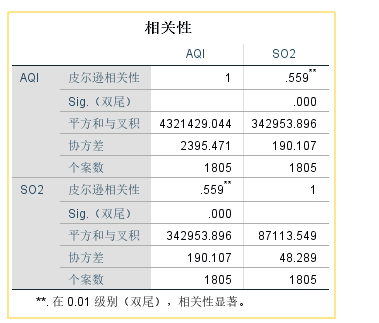 相关性
AQI SO2
AQI 皮尔逊相关性 1 .559**
Sig.（双尾） .000
平方和与叉积 4321429.044 342953.896
协方差 2395.471 190.107
个案数 1805 1805
SO2 皮尔逊相关性 .559** 1
Sig.（双尾） .000
平方和与叉积 342953.896 87113.549
协方差 190.107 48.289
个案数 1805 1805
**. 在 0.01 级别（双尾），相关性显著。